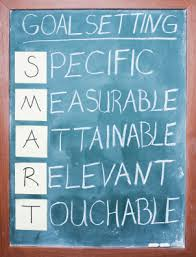 GOAL SETTING
SPECIFIC
MEASURABLE
ATTAINABLE
RELEVANT
TOUCHABLE